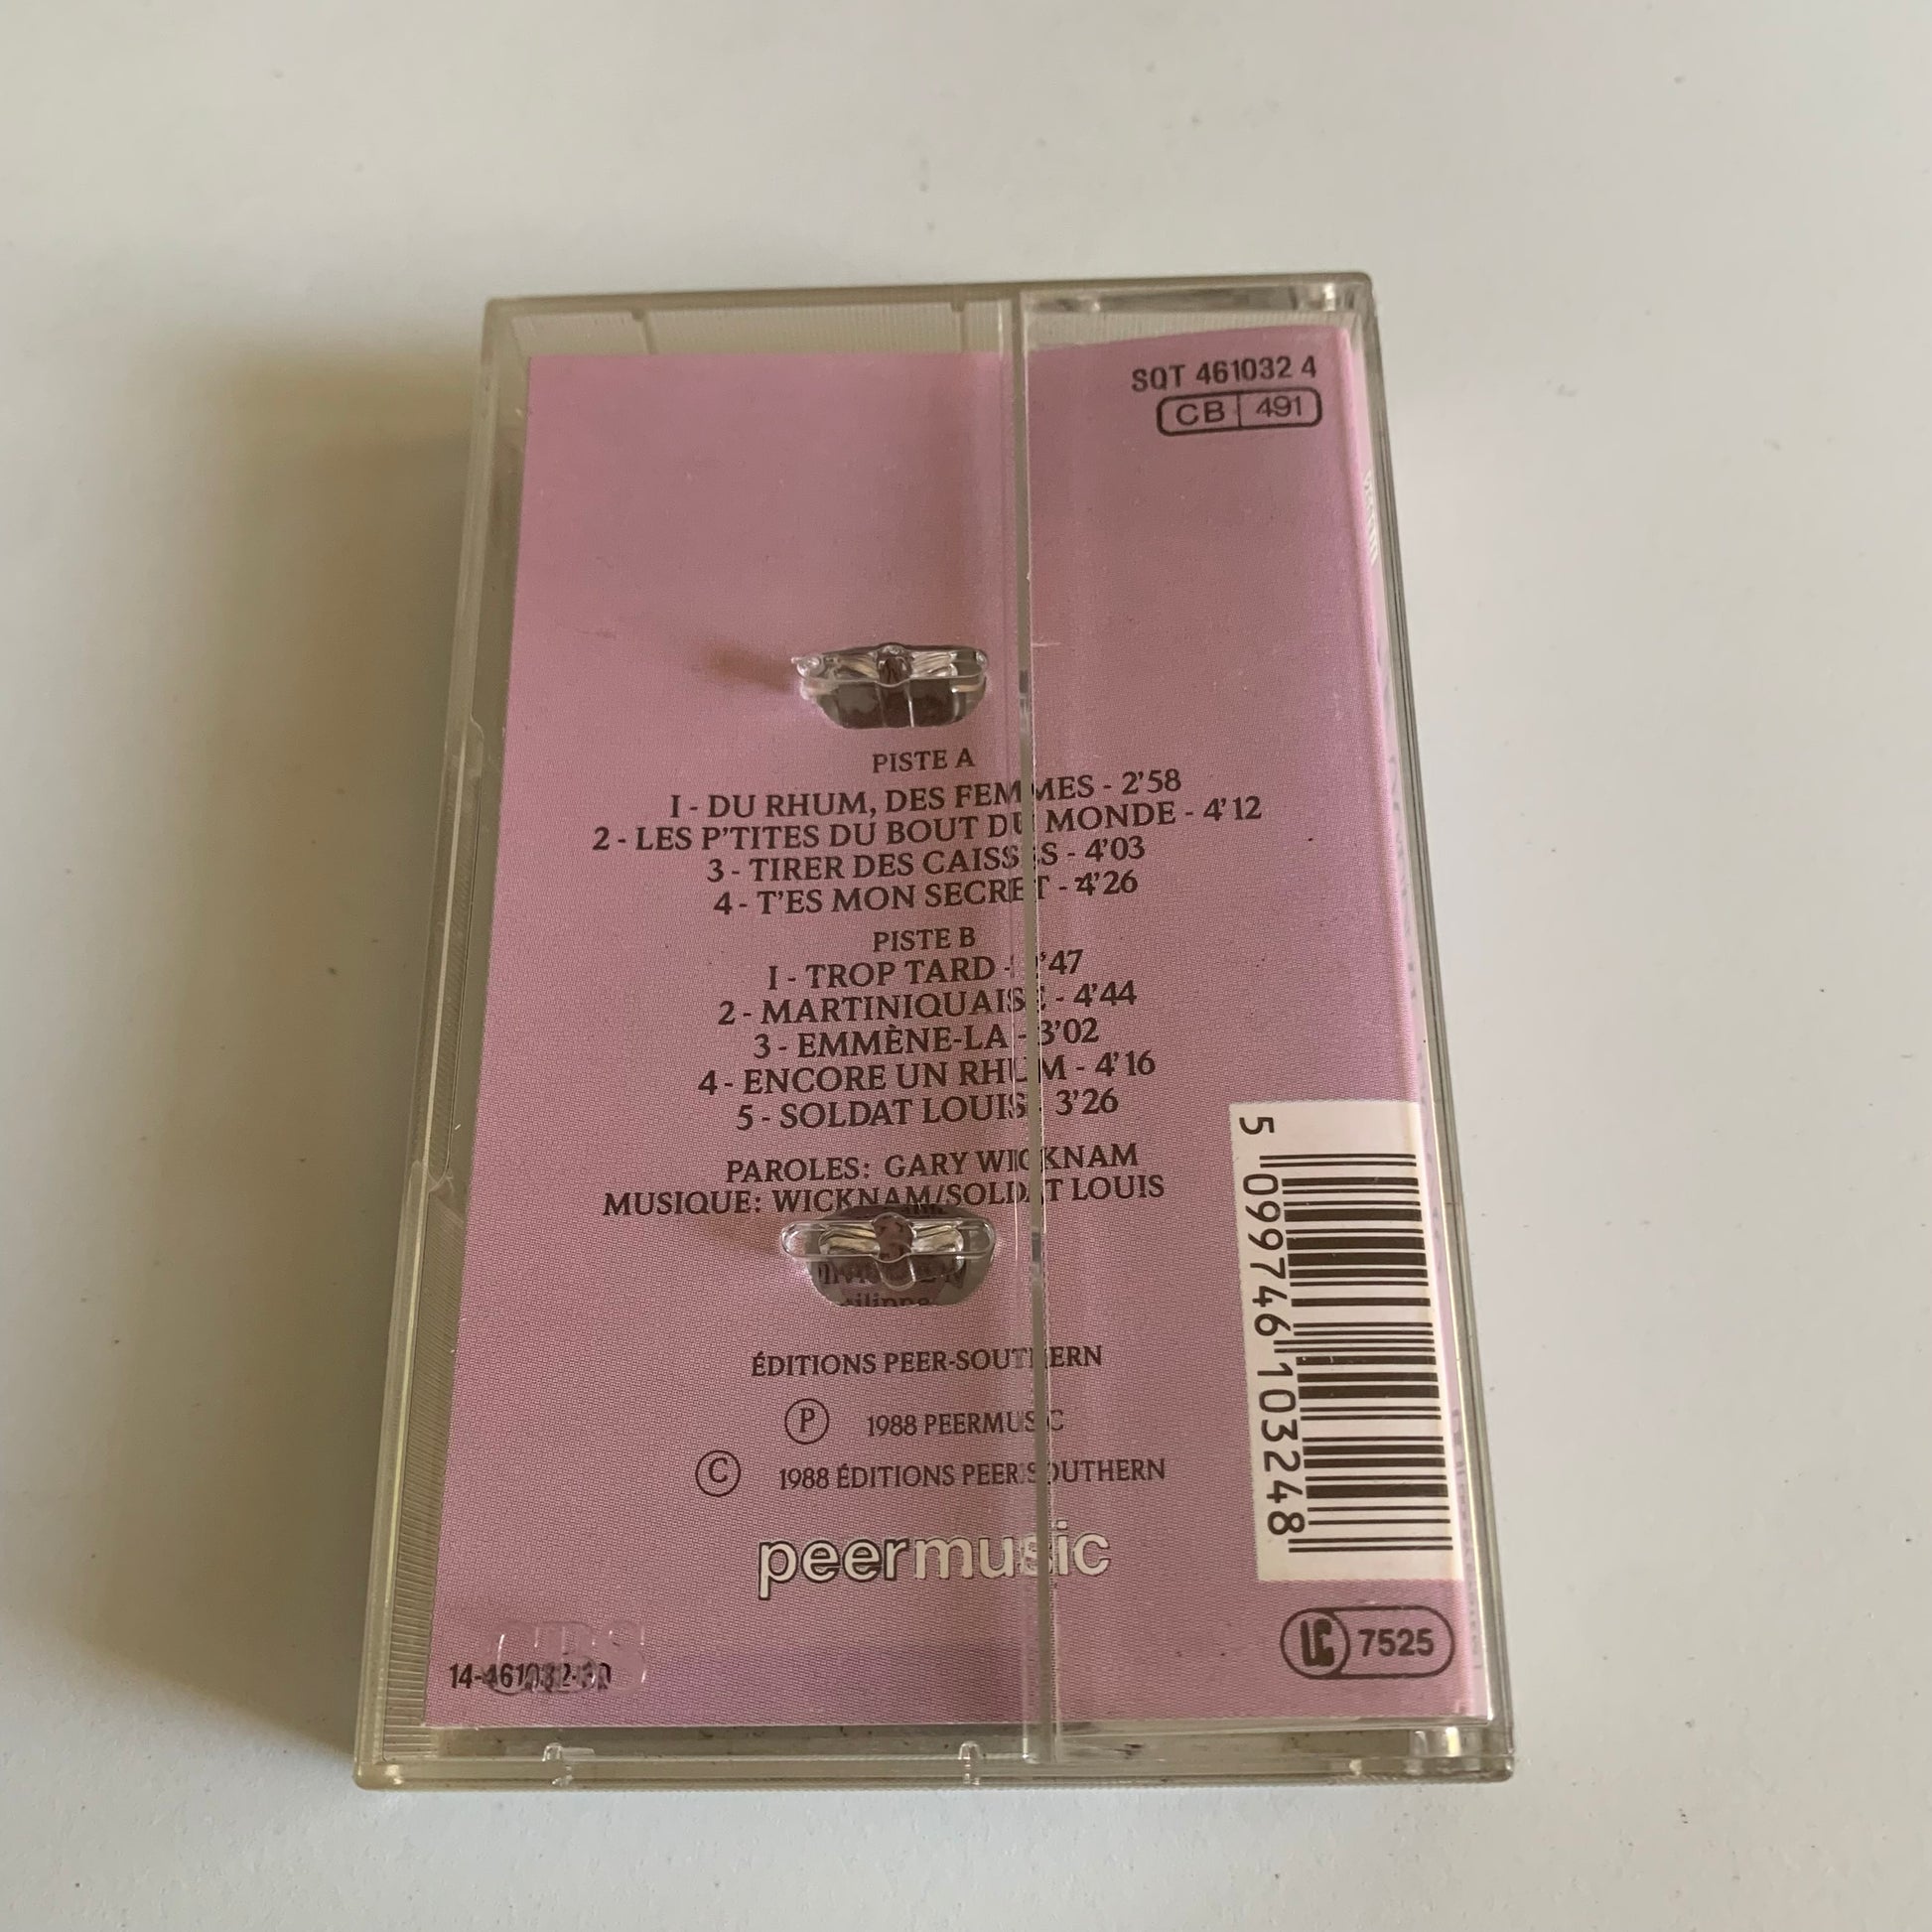 SQT 461032 4
CB 491
PISTE A
1 - DU RHUM, DES FEMMES - 2'58
2 - LES P'TITES DU BOUT DU MONDE - 4'12
3 - TIRER DES CAISSES - 4'03
4 - T'ES MON SECRET - 4'26
PISTE B
1 - TROP TARD - '47
2 - MARTINIQUAISE - 4'44
3 - EMMÈNE-LA - 3'02
4 - ENCORE UN RHUM - 4'16
5 - SOLDAT LOUIS - 3'26
PAROLES: GARY WICKNAM
MUSIQUE: WICKNAM/SOLDAT LOUIS
ÉDITIONS PEER-SOUTHERN
Ⓟ 1988 PEERMUSIC
© 1988 ÉDITIONS PEER SOUTHERN
peermusic
5 099746 103248
LC 7525
14-461032-30